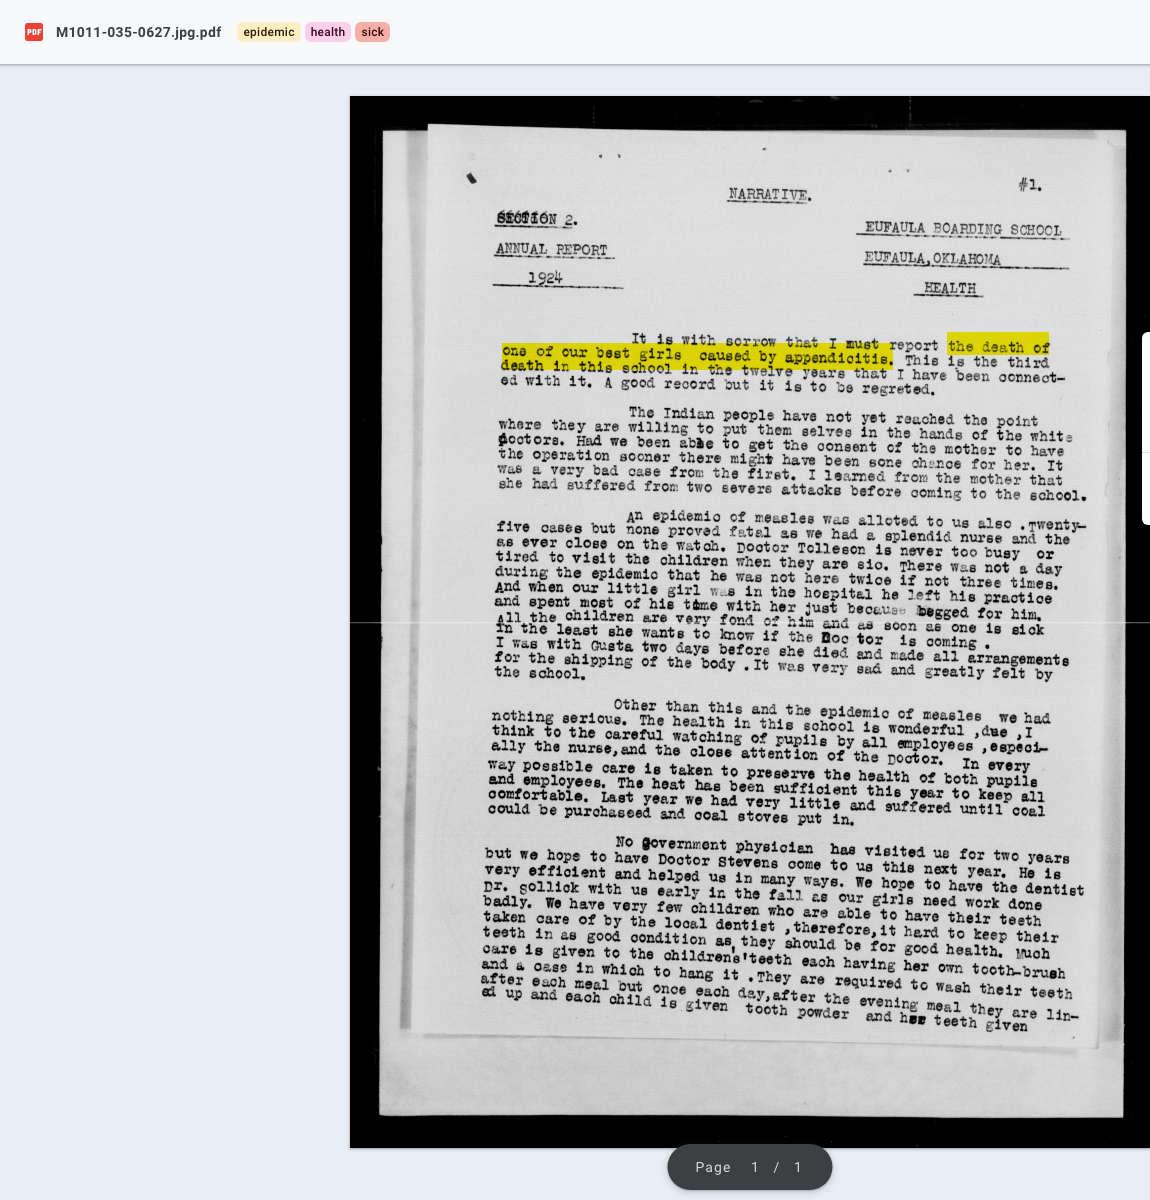 M1011-035-0627.jpg.pdf epidemic health sick
#1.
NARRATIVE.
SECTION 2.
EUFAULA BOARDING SCHOOL
ANNUAL REPORT
EUFAULA,OKLAHOMA
1924
HEALTH
It is with sorrow that I must report the death of
one of our best girls caused by appendicitis. This is the third
death in this school in the twelve years that I have been connect-
ed with it. A good record but it is to be regreted.
The Indian people have not yet reached the point
where they are willing to put them selves in the hands of the white
doctors. Had we been able to get the consent of the mother to have
the operation sooner there might have been some chance for her. It
was a very bad case from the first. I learned from the mother that
she had suffered from two severe attacks before coming to the school.
An epidemic of measles was alloted to us also .Twenty-
five cases but none proved fatal as we had a splendid nurse and the
as ever close on the watch. Doctor Tolleson is never too busy or
tired to visit the children when they are sic. There was not a day
during the epidemic that he was not here twice if not three times.
And when our little girl was in the hospital he left his practice
and spent most of his time with her just because begged for him.
All the children are very fond of him and as soon as one is sick
in the least she wants to know if the Doc tor is coming .
I was with Gusta two days before she died and made all arrangements
for the shipping of the body .It was very sad and greatly felt by
the school.
Other than this and the epidemic of measles we had
nothing serious. The health in this school is wonderful ,due ,I
think to the careful watching of pupils by all employees ,especi-
ally the nurse,and the close attention of the Doctor. In every
way possible care is taken to preserve the health of both pupils
and employees. The heat has been sufficient this year to keep all
comfortable. Last year we had very little and suffered until coal
could be purchaseed and coal stoves put in.
No government physician has visited us for two years
but we hope to have Doctor Stevens come to us this next year. He is
very efficient and helped us in many ways. We hope to have the dentist
Dr. gollick with us early in the fall as our girls need work done
badly. We have very few children who are able to have their teeth
taken care of by the local dentist ,therefore,it hard to keep their
teeth in as good condition as they should be for good health. Much
care is given to the childrens' teeth each having her own tooth-brush
and a case in which to hang it .They are required to wash their teeth
after each meal but once each day,after the evening meal they are lin-
ed up and each child is given tooth powder and her teeth given
Page 1 / 1